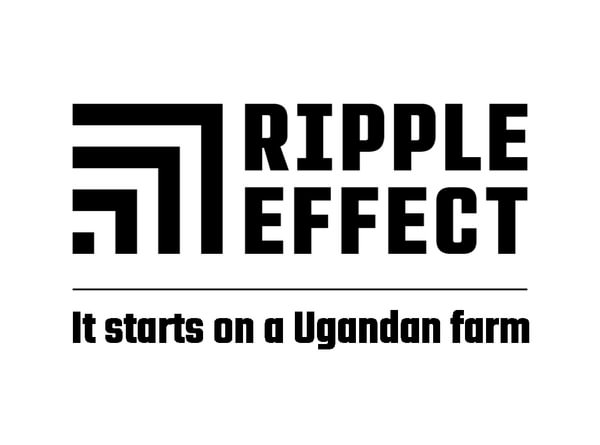 RIPPLE
EFFECT
It starts on a Ugandan farm